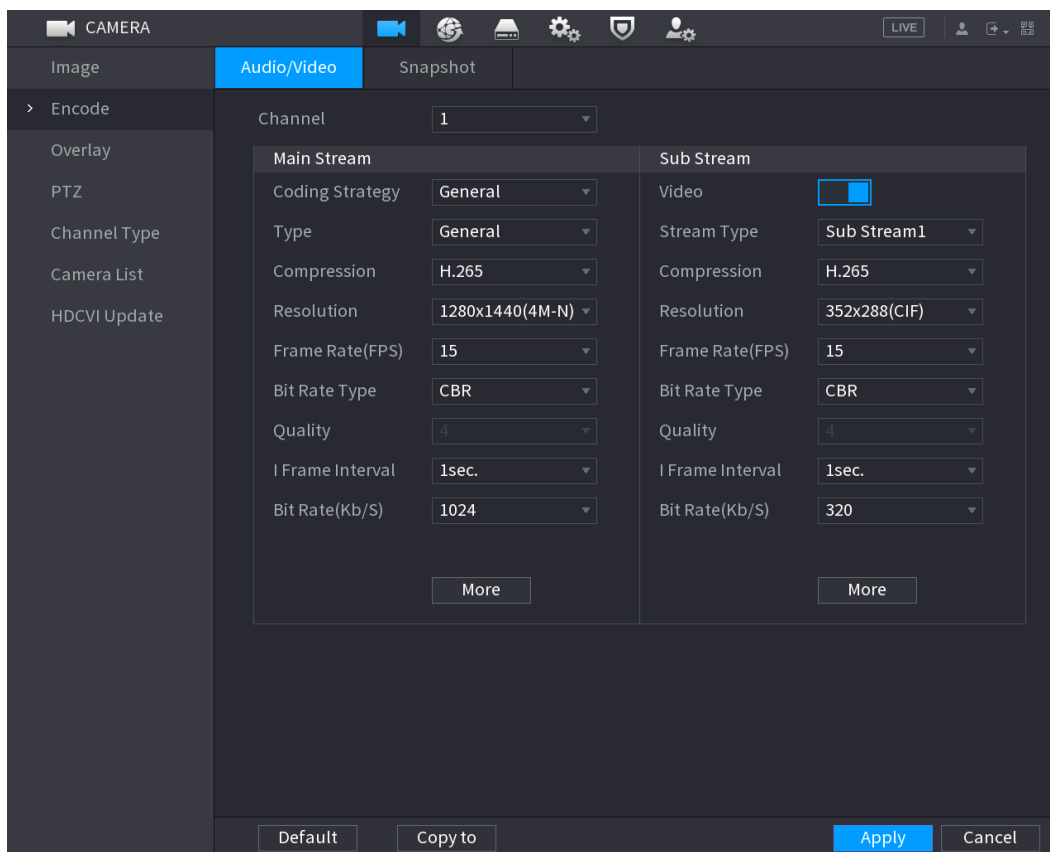 CAMERA
LIVE
Image
Audio/Video
Snapshot
Encode
Channel
1
Overlay
Main Stream
Sub Stream
PTZ
Coding Strategy
General
Video
Channel Type
Type
General
Stream Type
Sub Stream1
Camera List
Compression
H.265
Compression
H.265
HDCVI Update
Resolution
1280x1440(4M-N)
Resolution
352x288(CIF)
Frame Rate(FPS)
15
Frame Rate(FPS)
15
Bit Rate Type
CBR
Bit Rate Type
CBR
Quality
4
Quality
4
I Frame Interval
1sec.
I Frame Interval
1sec.
Bit Rate(Kb/S)
1024
Bit Rate(Kb/S)
320
More
More
Default
Copy to
Apply
Cancel